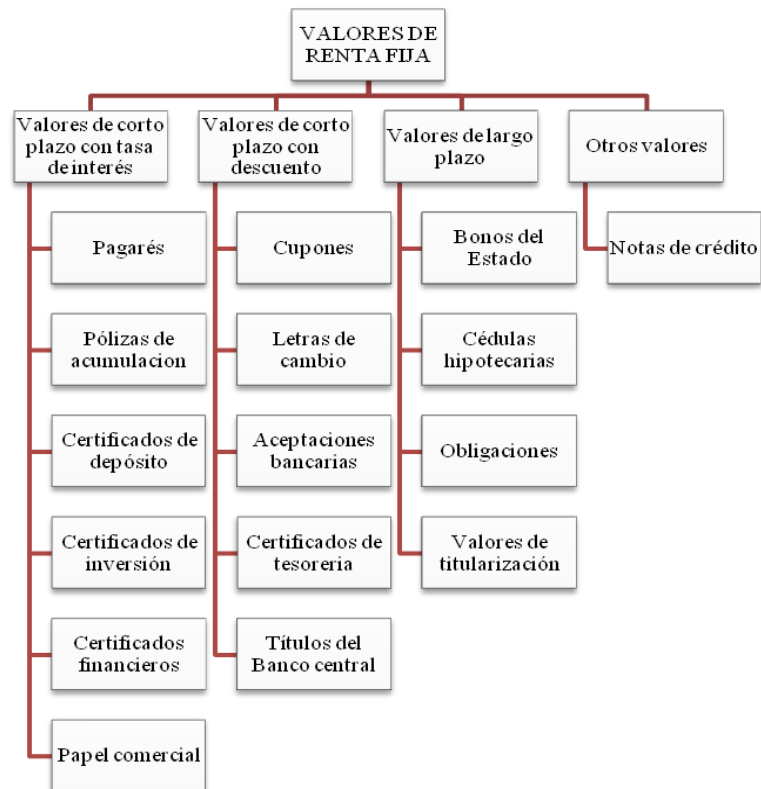 VALORES DE
RENTA FIJA
Valores de corto
plazo con tasa
de interés
Pagarés
Pólizas de
acumulacion
Certificados de
depósito
Certificados de
inversión
Certificados
financieros
Papel comercial
Valores de corto
plazo con
descuento
Cupones
Letras de
cambio
Aceptaciones
bancarias
Certificados de
tesoreria
Títulos del
Banco central
Valores de largo
plazo
Bonos del
Estado
Cédulas
hipotecarias
Obligaciones
Valores de
titularización
Otros valores
Notas de crédito